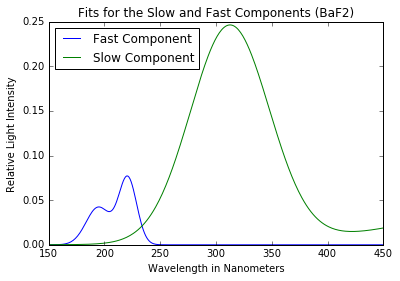 Fits for the Slow and Fast Components (BaF2)
0.25
0.20
0.15
0.10
0.05
0.00
Relative Light Intensity
Fast Component
Slow Component
150 200 250 300 350 400 450
Wavelength in Nanometers